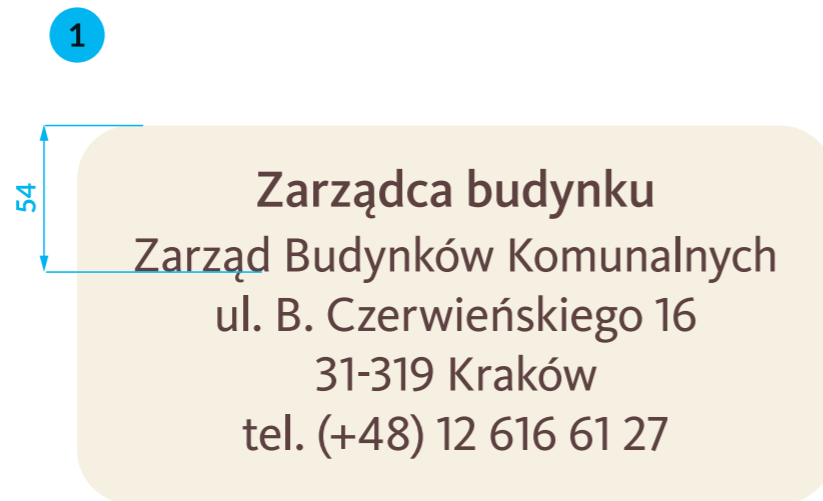 1
54
Zarządca budynku
Zarząd Budynków Komunalnych
ul. B. Czerwieńskiego 16
31-319 Kraków
tel. (+48) 12 616 61 27